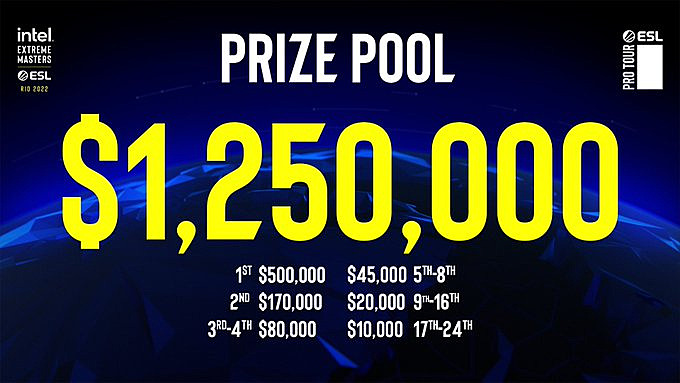 intel.
EXTREME
MASTERS
ESL
RIO 2022
PRIZE POOL
PRO TOUR ESL
$1,250,000
1ST $500,000 $45,000 5TH-8TH
2ND $170,000 $20,000 9TH-16TH
3RD-4TH $80,000 $10,000 17TH-24TH